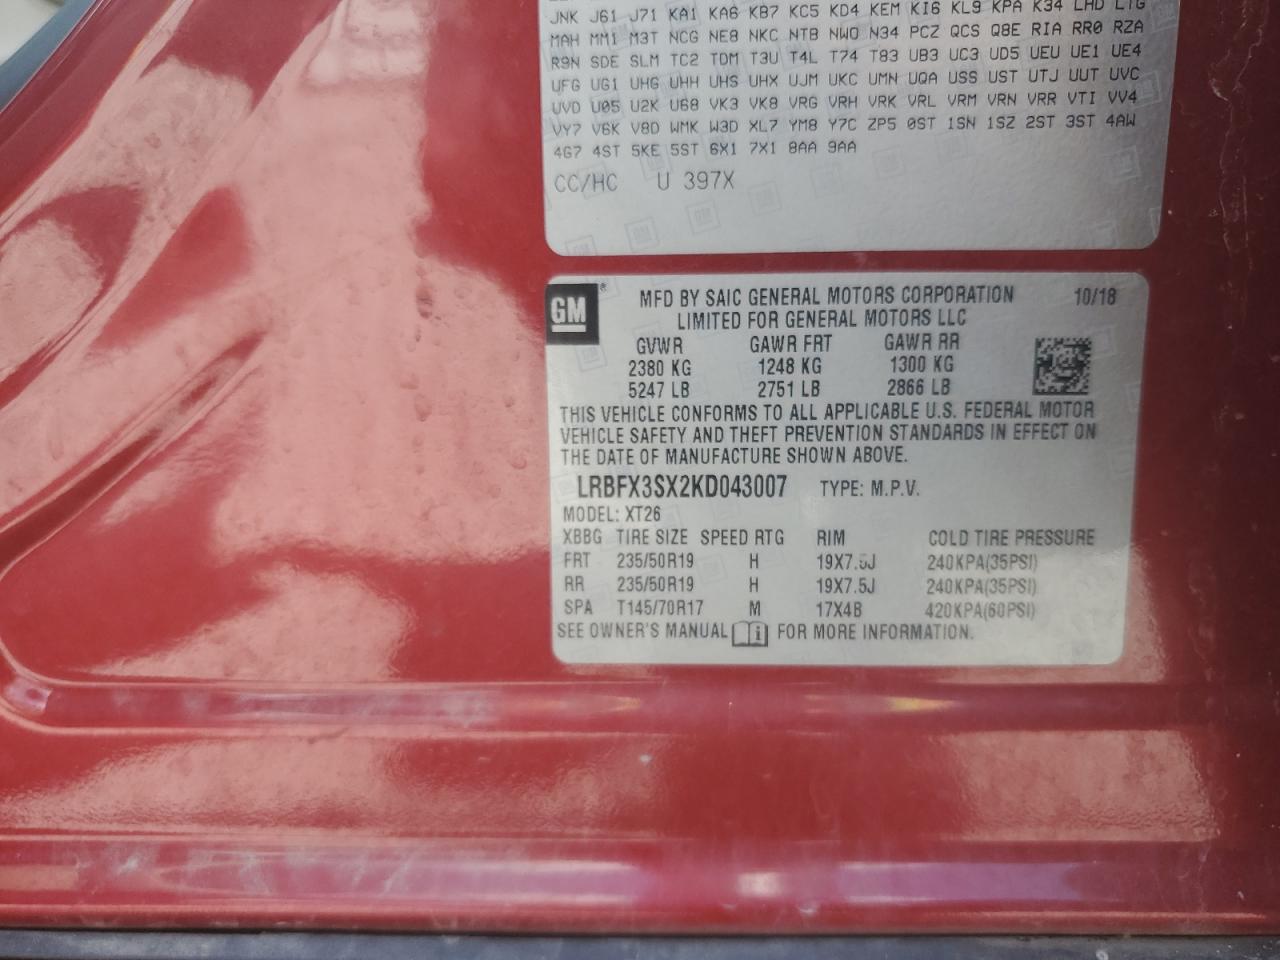 JNK J61 J71 KA1 KA6 KB7 KC5 KD4 KEM KI6 KL9 KPA K34 LHD LTG
MAH MM1 M3T NCG NE8 NKC NTB NWO N34 PCZ QCS Q8E RIA RR0 RZA
R9N SDE SLM TC2 TDM T3U T4L T74 T83 UB3 UC3 UD5 UEU UE1 UE4
UFG UG1 UHG UHH UHS UHX UJM UKC UMN UQA USS UST UTJ UUT UVC
UVD U05 U2K U68 VK3 VK8 VRG VRH VRK VRL VRM VRN VRR VTI VV4
VY7 V6K V8D WMK W3D XL7 YM8 Y7C ZP5 0ST 1SN 1SZ 2ST 3ST 4AW
4G7 4ST 5KE 5ST 6X1 7X1 8AA 9AA
CC/HC U 397X
GM ® MFD BY SAIC GENERAL MOTORS CORPORATION 10/18
LIMITED FOR GENERAL MOTORS LLC
GVWR GAWR FRT GAWR RR
2380 KG 1248 KG 1300 KG
5247 LB 2751 LB 2866 LB
THIS VEHICLE CONFORMS TO ALL APPLICABLE U.S. FEDERAL MOTOR
VEHICLE SAFETY AND THEFT PREVENTION STANDARDS IN EFFECT ON
THE DATE OF MANUFACTURE SHOWN ABOVE.
LRBFX3SX2KD043007 TYPE: M.P.V.
MODEL: XT26
XBBG TIRE SIZE SPEED RTG RIM COLD TIRE PRESSURE
FRT 235/50R19 H 19X7.5J 240KPA(35PSI)
RR 235/50R19 H 19X7.5J 240KPA(35PSI)
SPA T145/70R17 M 17X4B 420KPA(60PSI)
SEE OWNER'S MANUAL i FOR MORE INFORMATION.